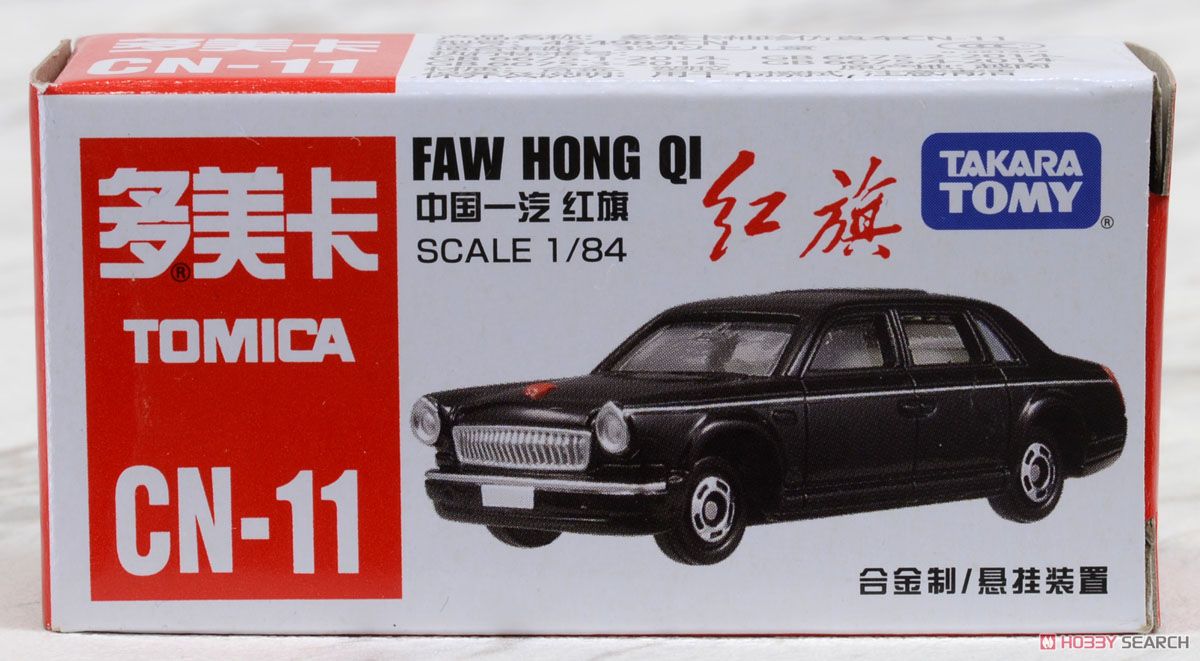 多美卡
CN-11
2014
多美卡®
TOMICA
CN-11
FAW HONG QI
中国一汽 红旗
SCALE 1/84
红旗
TAKARA
TOMY®
合金制/悬挂装置
HOBBY SEARCH